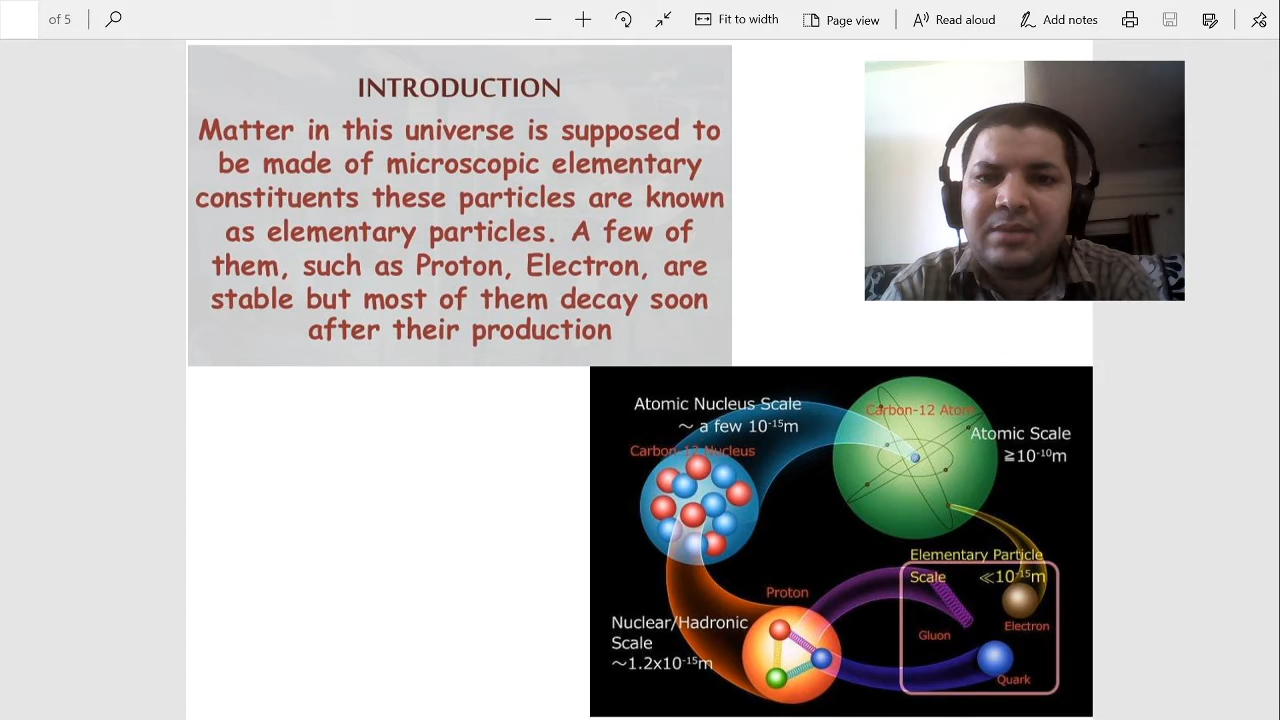 of 5
Fit to width
Page view
Read aloud
Add notes
INTRODUCTION
Matter in this universe is supposed to
be made of microscopic elementary
constituents these particles are known
as elementary particles. A few of
them, such as Proton, Electron, are
stable but most of them decay soon
after their production
Atomic Nucleus Scale
~ a few 10⁻¹⁵m
Carbon-12 Nucleus
Carbon-12 Atom
Atomic Scale
≧10⁻¹⁰m
Elementary Particle
Scale ≪10⁻¹⁵m
Proton
Nuclear/Hadronic
Scale
~1.2x10⁻¹⁵m
Gluon
Electron
Quark